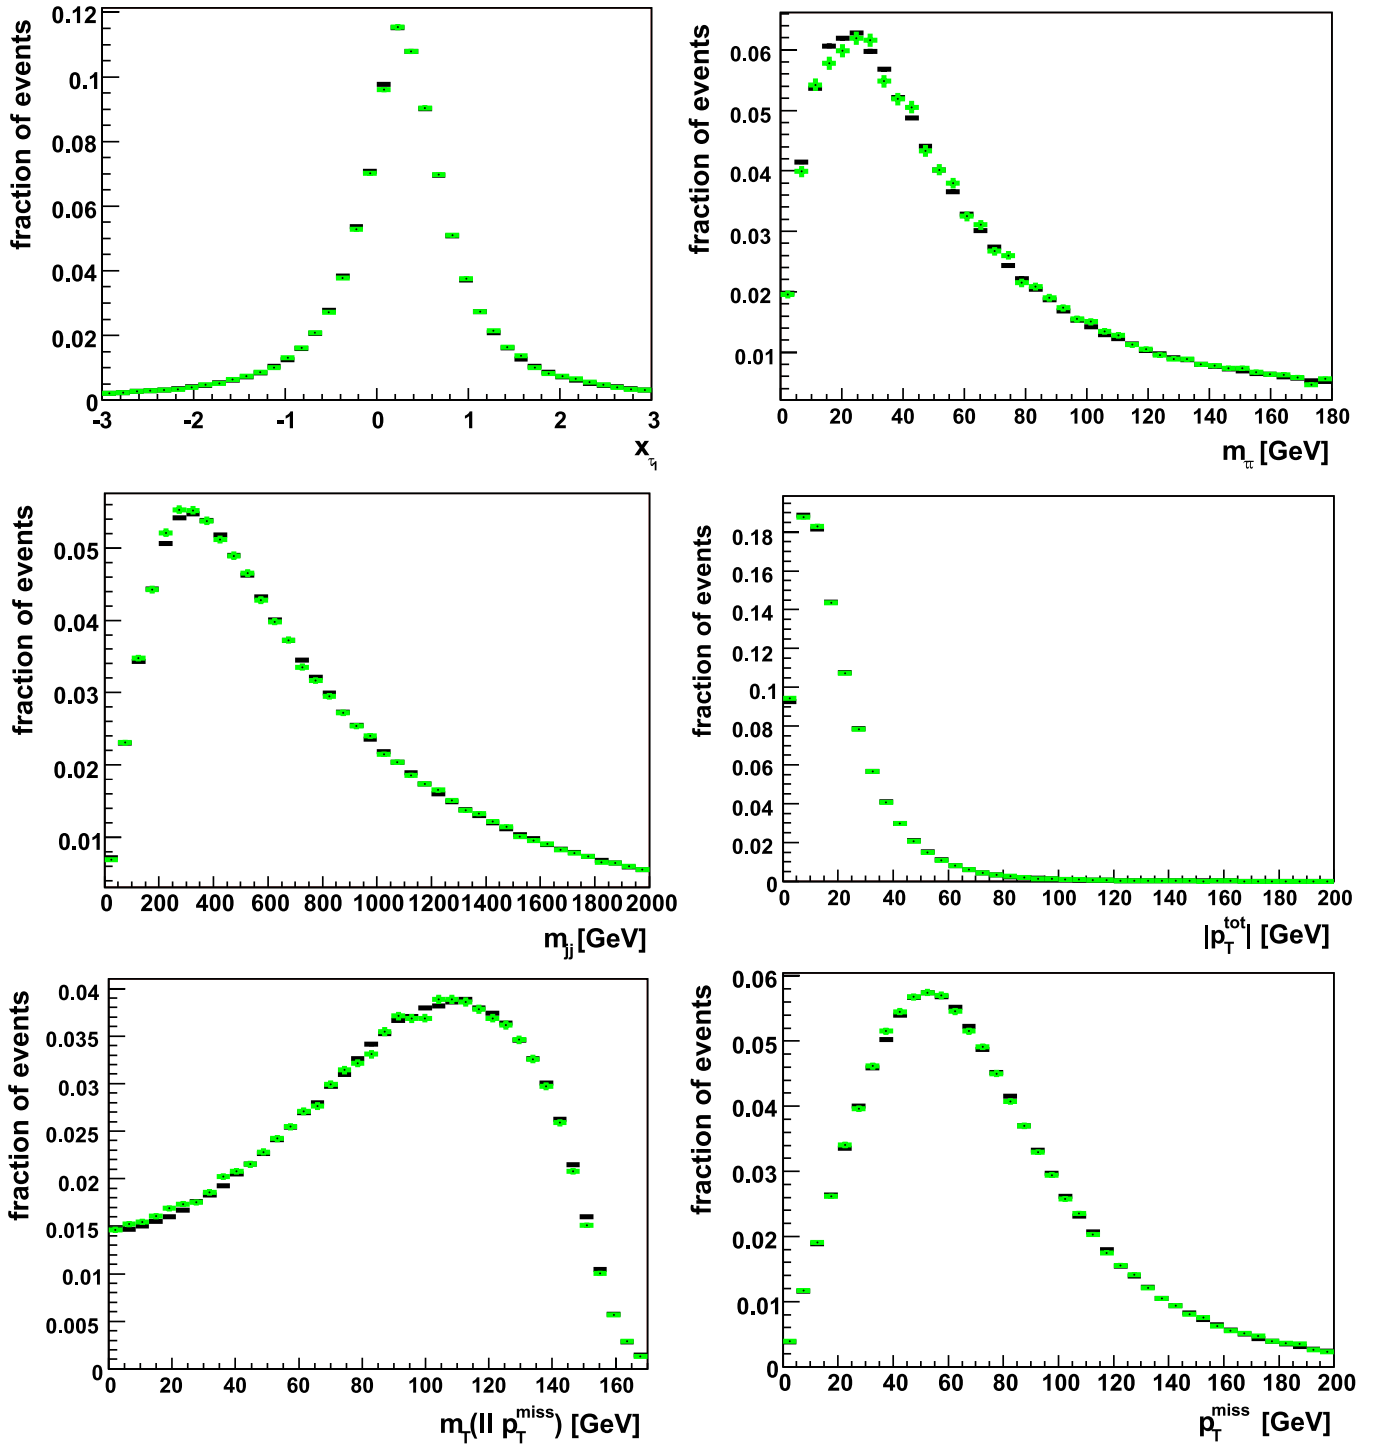 fraction of events
0.12
0.1
0.08
0.06
0.04
0.02
0
-3 -2 -1 0 1 2 3
x_τ1
fraction of events
0.06
0.05
0.04
0.03
0.02
0.01
0 20 40 60 80 100 120 140 160 180
m_ττ [GeV]
fraction of events
0.05
0.04
0.03
0.02
0.01
0 200 400 600 800 1000 1200 1400 1600 1800 2000
m_jj [GeV]
fraction of events
0.18
0.16
0.14
0.12
0.1
0.08
0.06
0.04
0.02
0
0 20 40 60 80 100 120 140 160 180 200
|p_T^tot| [GeV]
fraction of events
0.04
0.035
0.03
0.025
0.02
0.015
0.01
0.005
0
0 20 40 60 80 100 120 140 160
m_T(ll p_T^miss) [GeV]
fraction of events
0.06
0.05
0.04
0.03
0.02
0.01
0
0 20 40 60 80 100 120 140 160 180 200
p_T^miss [GeV]